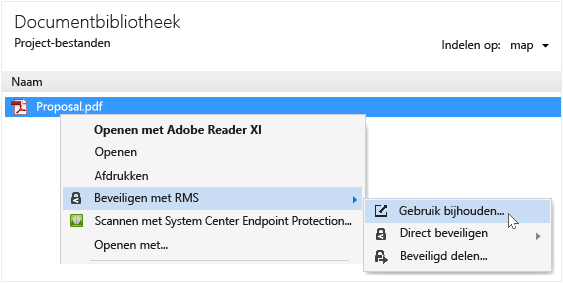 Documentbibliotheek
Project-bestanden
Indelen op: map
Naam
Proposal.pdf
Openen met Adobe Reader XI
Openen
Afdrukken
Beveiligen met RMS
Gebruik bijhouden...
Scannen met System Center Endpoint Protection...
Direct beveiligen
Openen met...
Beveiligd delen...